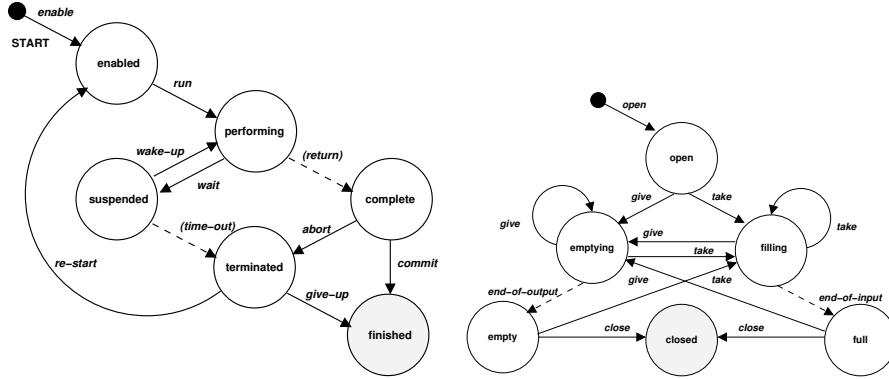 enable
START
enabled
run
performing
wake-up
(return)
wait
suspended
complete
(time-out)
abort
terminated
re-start
commit
give-up
finished
open
open
give
take
give
take
emptying
give
filling
take
end-of-output
give
take
end-of-input
empty
close
closed
close
full